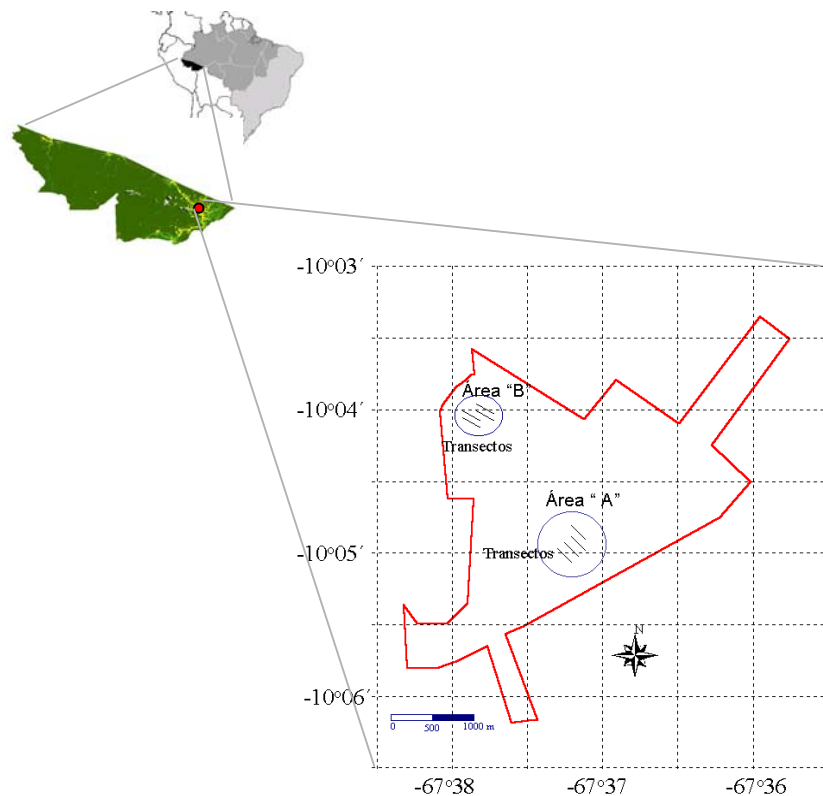 -10°03´
Area “B”
-10°04´
Transectos
Área “ A”
-10°05´
Transectos
N
-10°06´
0 500 1000 m
-67°38 -67°37 -67°36